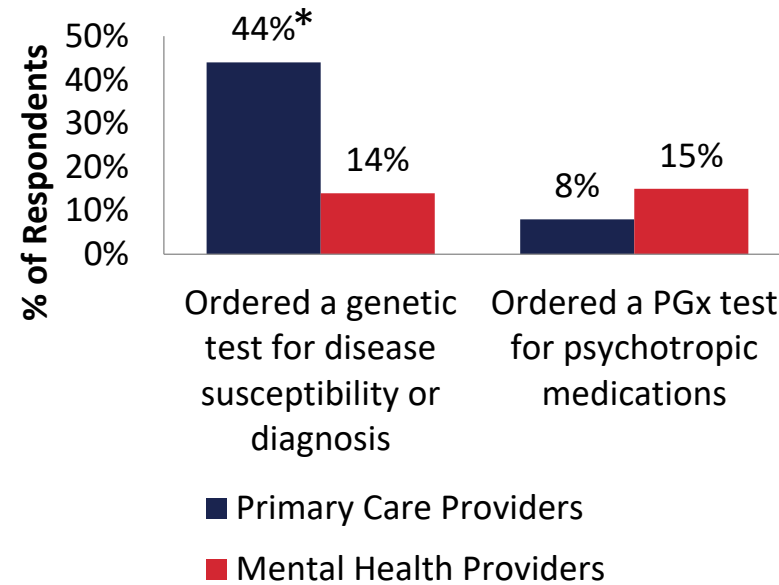 % of Respondents
50%
40%
30%
20%
10%
0%
44%*
14%
8%
15%
Ordered a genetic
test for disease
susceptibility or
diagnosis
Ordered a PGx test
for psychotropic
medications
Primary Care Providers
Mental Health Providers